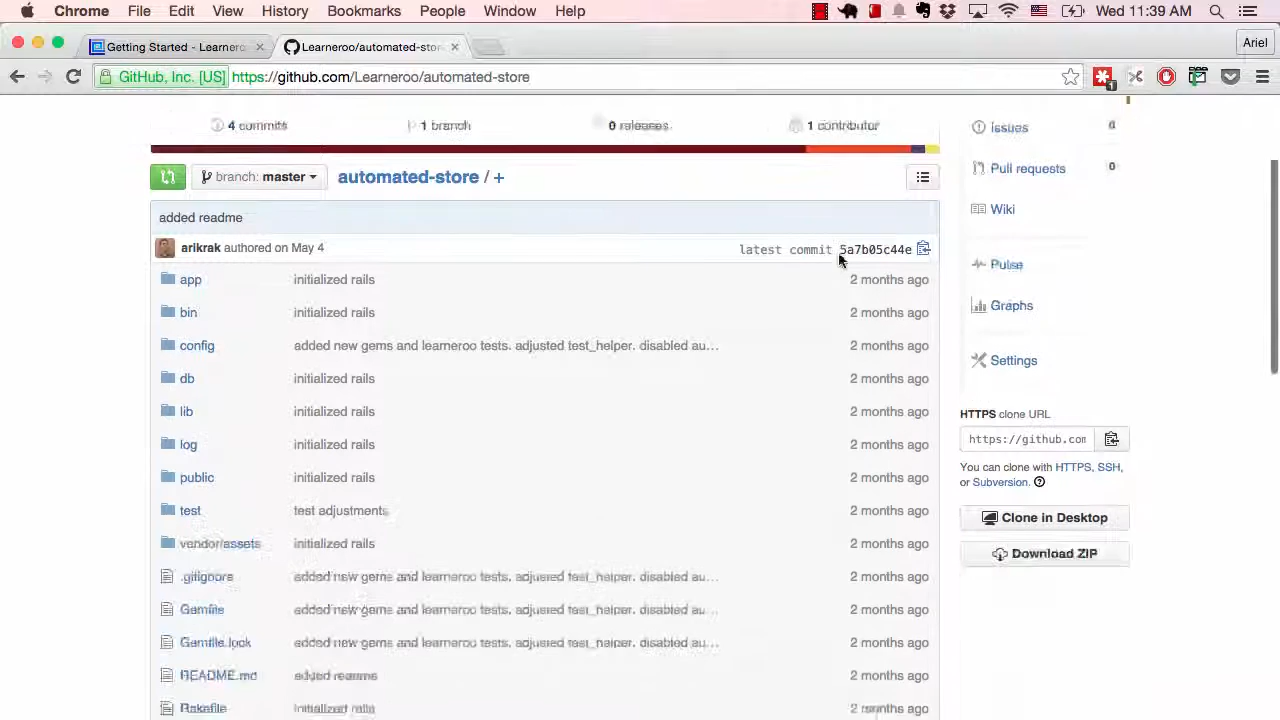 Chrome File Edit View History Bookmarks People Window Help Wed 11:39 AM
Getting Started - Learnero Learneroo/automated-stor Ariel
GitHub, Inc. [US] https://github.com/Learneroo/automated-store 1
4 commits 1 branch 0 releases 1 contributor
Issues
Pull requests 0
Wiki
Pulse
Graphs
Settings
branch: master automated-store / +
added readme
arikrak authored on May 4 latest commit 5a7b05c44e
app initialized rails 2 months ago
bin initialized rails 2 months ago
config added new gems and learneroo tests. adjusted test_helper. disabled au... 2 months ago
db initialized rails 2 months ago
lib initialized rails 2 months ago
log initialized rails 2 months ago
public initialized rails 2 months ago
test test adjustments 2 months ago
vendor/assets initialized rails 2 months ago
.gitignore added new gems and learneroo tests. adjusted test_helper. disabled au... 2 months ago
Gemfile added new gems and learneroo tests. adjusted test_helper. disabled au... 2 months ago
Gemfile.lock added new gems and learneroo tests. adjusted test_helper. disabled au... 2 months ago
README.md added readme 2 months ago
Rakefile initialized rails 2 months ago
HTTPS clone URL
https://github.com
You can clone with HTTPS, SSH,
or Subversion.
Clone in Desktop
Download ZIP